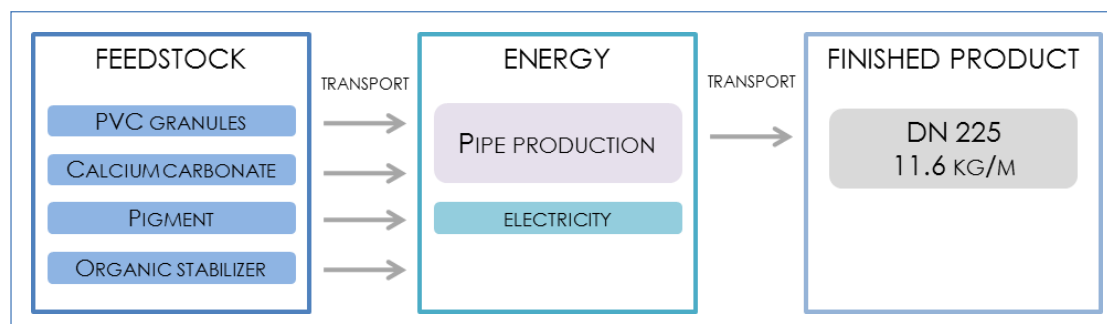 FEEDSTOCK
PVC GRANULES
CALCIUM CARBONATE
PIGMENT
ORGANIC STABILIZER
TRANSPORT
ENERGY
PIPE PRODUCTION
ELECTRICITY
TRANSPORT
FINISHED PRODUCT
DN 225
11.6 KG/M